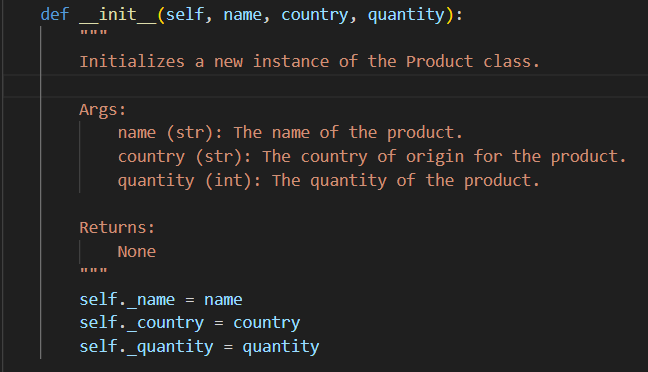 def __init__(self, name, country, quantity):
"""
Initializes a new instance of the Product class.
Args:
name (str): The name of the product.
country (str): The country of origin for the product.
quantity (int): The quantity of the product.
Returns:
None
"""
self._name = name
self._country = country
self._quantity = quantity